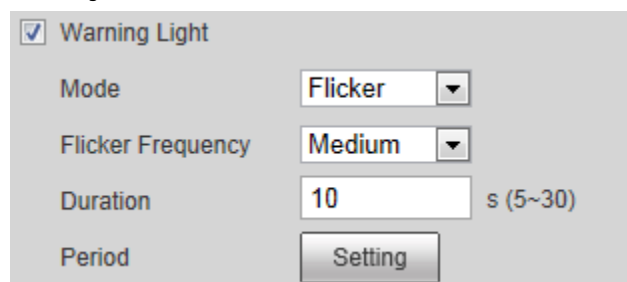 Warning Light
Mode Flicker
Flicker Frequency Medium
Duration 10 s (5~30)
Period Setting